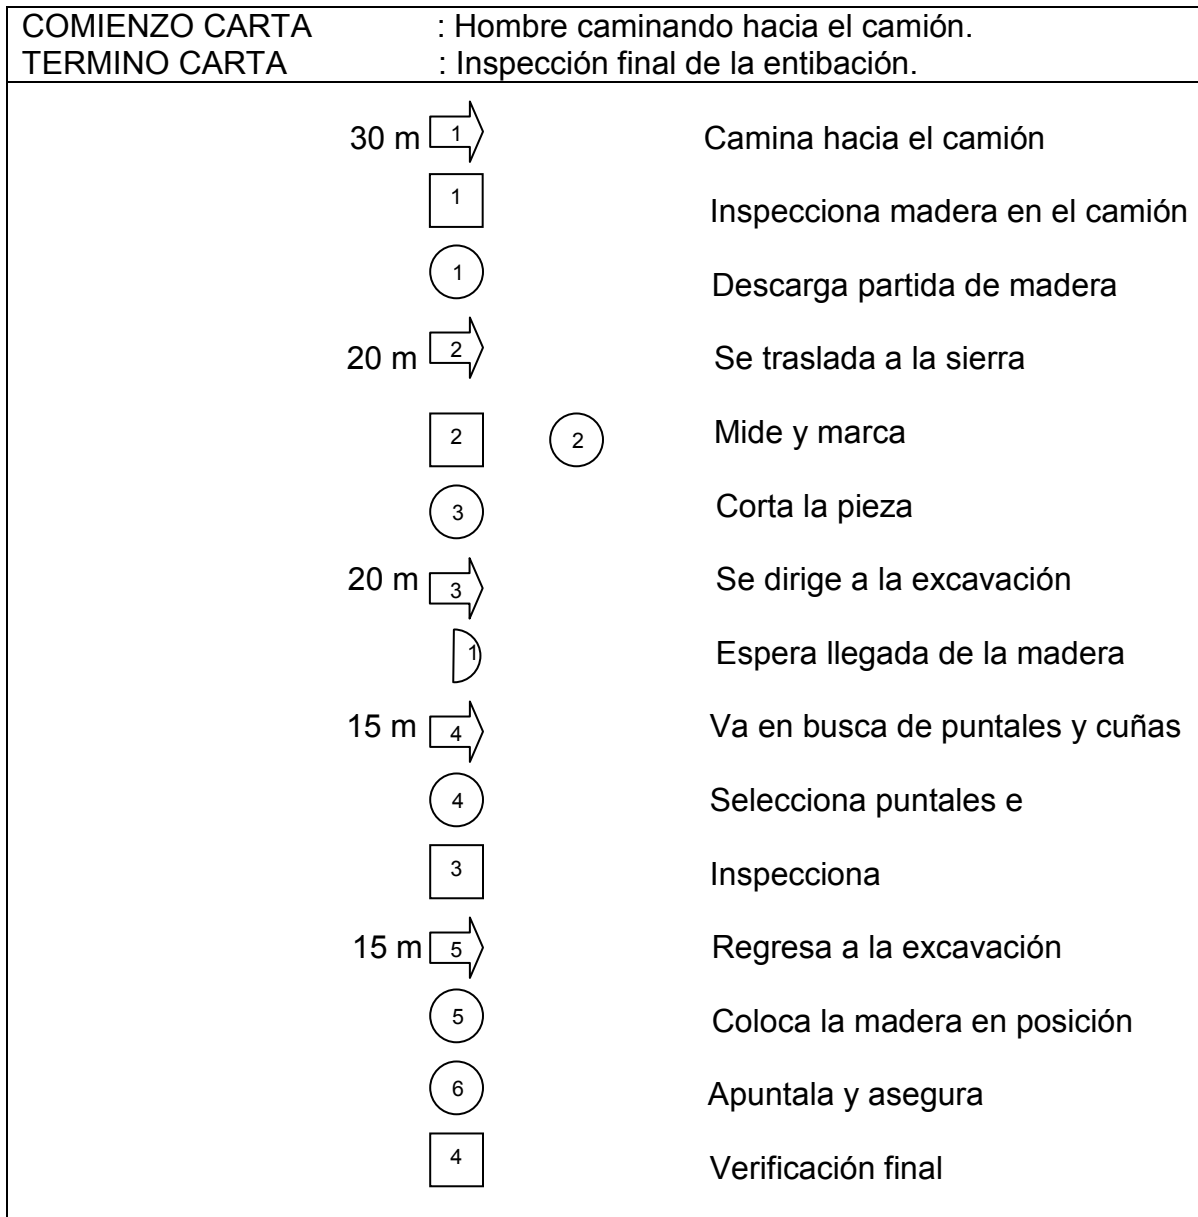 COMIENZO CARTA : Hombre caminando hacia el camión.
TERMINO CARTA : Inspección final de la entibación.
30 m 1 Camina hacia el camión
1 Inspecciona madera en el camión
1 Descarga partida de madera
20 m 2 Se traslada a la sierra
2 2 Mide y marca
3 Corta la pieza
20 m 3 Se dirige a la excavación
1 Espera llegada de la madera
15 m 4 Va en busca de puntales y cuñas
4 Selecciona puntales e
3 Inspecciona
15 m 5 Regresa a la excavación
5 Coloca la madera en posición
6 Apuntala y asegura
4 Verificación final